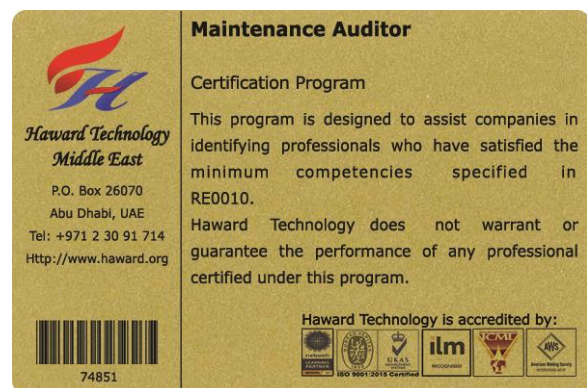 Maintenance Auditor
Certification Program
This program is designed to assist companies in
identifying professionals who have satisfied the
minimum competencies specified in
RE0010.
Haward Technology does not warrant or
guarantee the performance of any professional
certified under this program.
Haward Technology
Middle East
P.O. Box 26070
Abu Dhabi, UAE
Tel: +971 2 30 91 714
Http://www.haward.org
74851
Haward Technology is accredited by:
UKAS
ISO 9001:2015 Certified
ilm
RECOGNISED
ICML
AWS